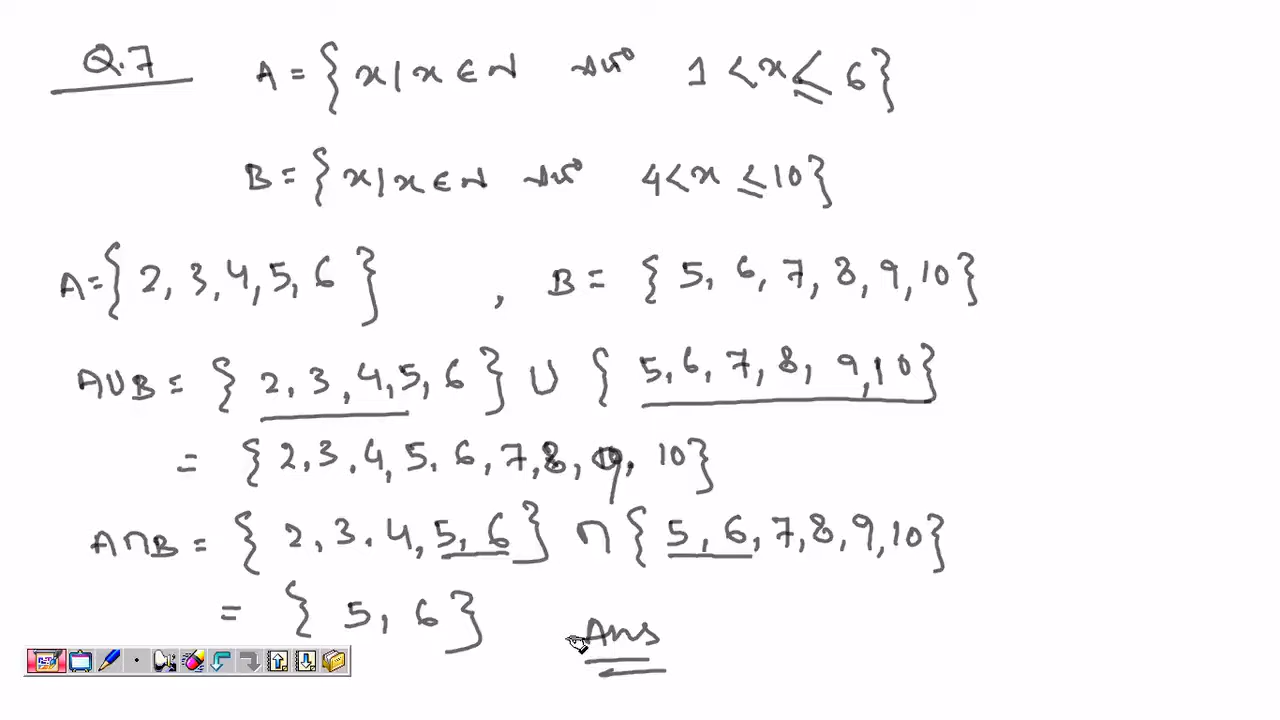 Q.7 A = { x | x ∈ N और 1 < x ≤ 6 }
B = { x | x ∈ N और 4 < x ≤ 10 }
A = { 2, 3, 4, 5, 6 } , B = { 5, 6, 7, 8, 9, 10 }
A∪B = { 2, 3, 4, 5, 6 } ∪ { 5, 6, 7, 8, 9, 10 }
= { 2, 3, 4, 5, 6, 7, 8, 9, 10 }
A∩B = { 2, 3, 4, 5, 6 } ∩ { 5, 6, 7, 8, 9, 10 }
= { 5, 6 } Ans